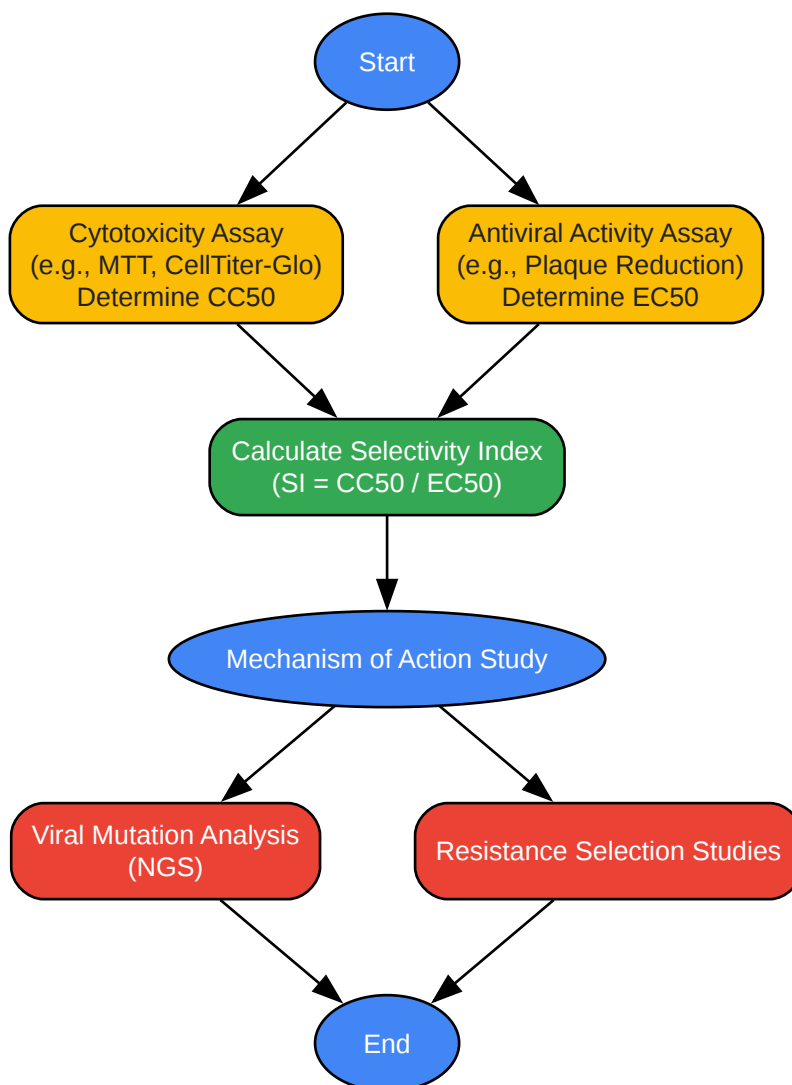 Start
Cytotoxicity Assay
(e.g., MTT, CellTiter-Glo)
Determine CC50
Antiviral Activity Assay
(e.g., Plaque Reduction)
Determine EC50
Calculate Selectivity Index
(SI = CC50 / EC50)
Mechanism of Action Study
Viral Mutation Analysis
(NGS)
Resistance Selection Studies
End